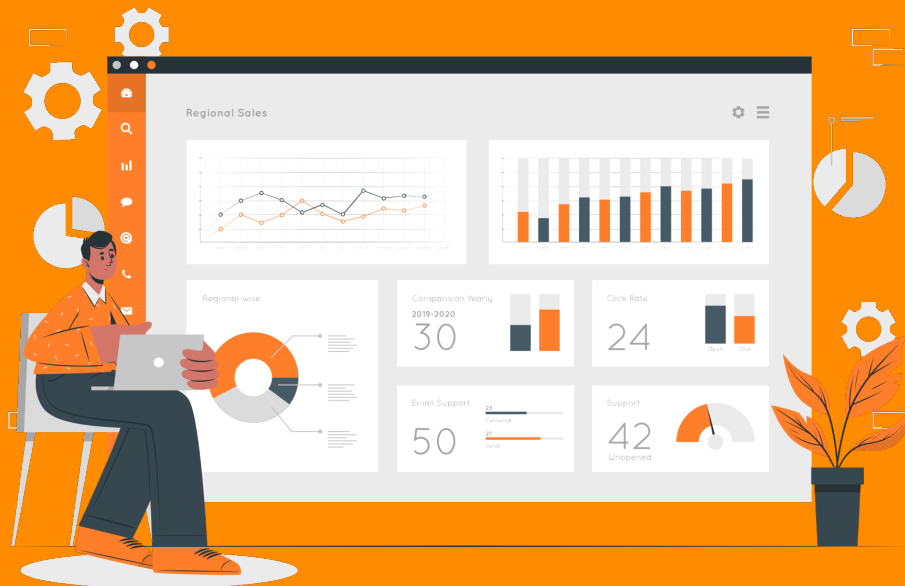 Regional Sales
Regional-wise
Comparision Yearly
2019-2020
30
Click Rate
24
Open
Click
Email Support
50
23
Delivered
27
Send
Support
42
Unopened